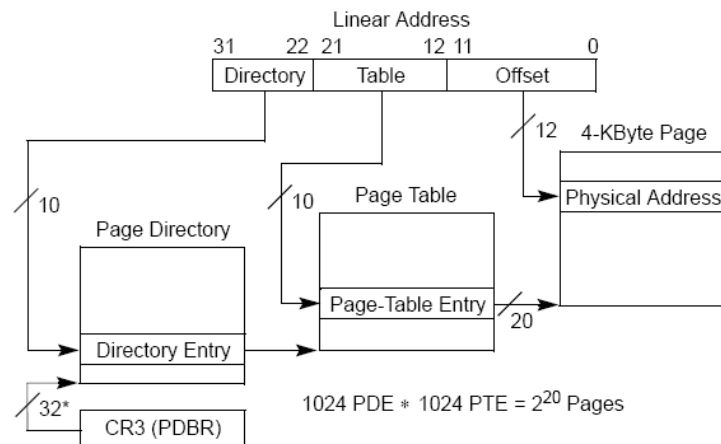 Linear Address
31 22 21 12 11 0
Directory Table Offset
12 4-KByte Page
10 10 Page Table Physical Address
Page Directory
Page-Table Entry 20
Directory Entry
32* 1024 PDE * 1024 PTE = 2^20 Pages
CR3 (PDBR)